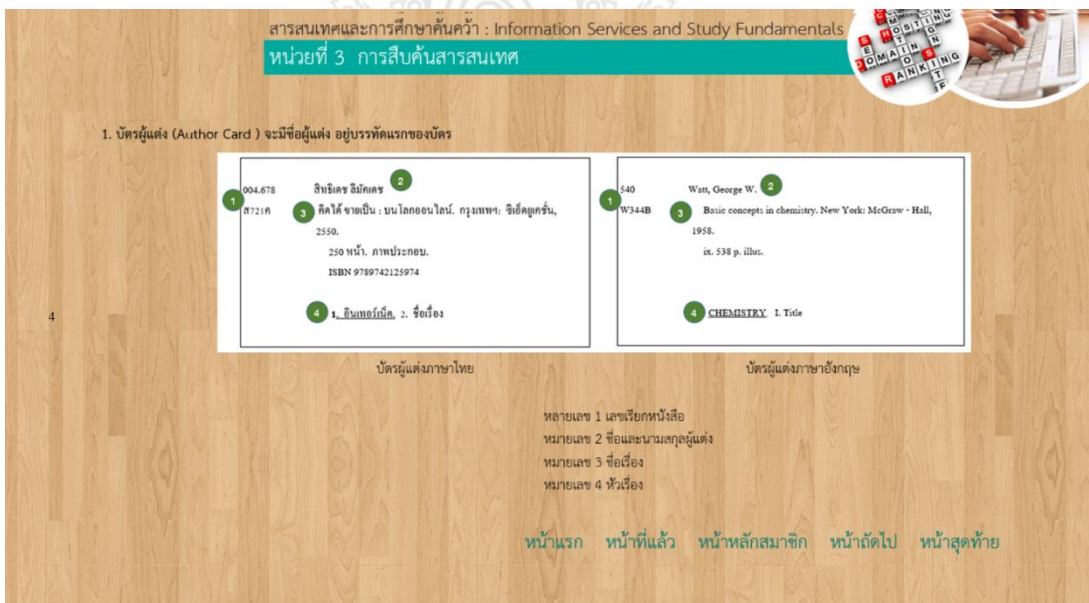 สารสนเทศและการศึกษาค้นคว้า : Information Services and Study Fundamentals
หน่วยที่ 3 การสืบค้นสารสนเทศ
1. บัตรผู้แต่ง (Author Card ) จะมีชื่อผู้แต่ง อยู่บรรทัดแรกของบัตร
004.678 สิทธิเดช ลีมัคเดช 2
1 ส721ค 3 คิดได้ ขายเป็น : บนโลกออนไลน์. กรุงเทพฯ: ซีเอ็ดยูเคชั่น,
2550.
250 หน้า. ภาพประกอบ.
ISBN 9789742125974
4 1. อินเทอร์เน็ต. 2. ชื่อเรื่อง
540 Watt, George W. 2
1 W344B 3 Basic concepts in chemistry. New York: McGraw - Hall,
1958.
ix. 538 p. illus.
4 CHEMISTRY. I. Title
4
บัตรผู้แต่งภาษาไทย
บัตรผู้แต่งภาษาอังกฤษ
หลายเลข 1 เลขเรียกหนังสือ
หมายเลข 2 ชื่อและนามสกุลผู้แต่ง
หมายเลข 3 ชื่อเรื่อง
หมายเลข 4 หัวเรื่อง
หน้าแรก หน้าที่แล้ว หน้าหลักสมาชิก หน้าถัดไป หน้าสุดท้าย
HOSTING
DOMAIN
RANKING